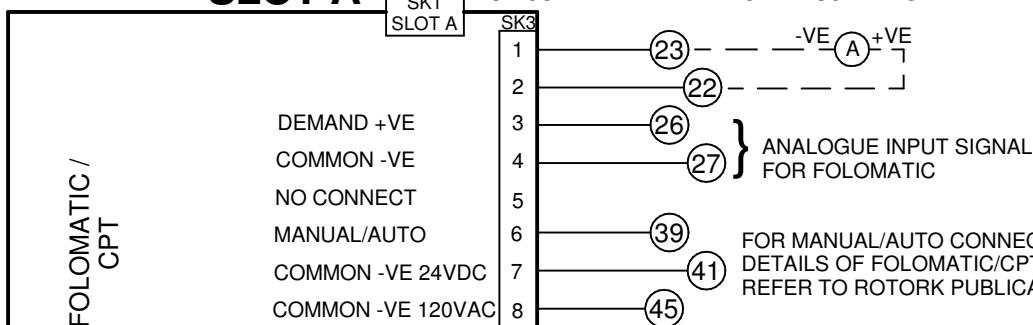 SLOT A
SK1
SLOT A
SK3
1
23
-VE
A
+VE
2
22
DEMAND +VE
3
26
COMMON -VE
4
27
}
ANALOGUE INPUT SIGNAL
FOR FOLOMATIC
NO CONNECT
5
MANUAL/AUTO
6
39
COMMON -VE 24VDC
7
41
COMMON -VE 120VAC
8
45
FOR MANUAL/AUTO CONNEC
DETAILS OF FOLOMATIC/CPT
REFER TO ROTORK PUBLICA
FOLOMATIC /
CPT